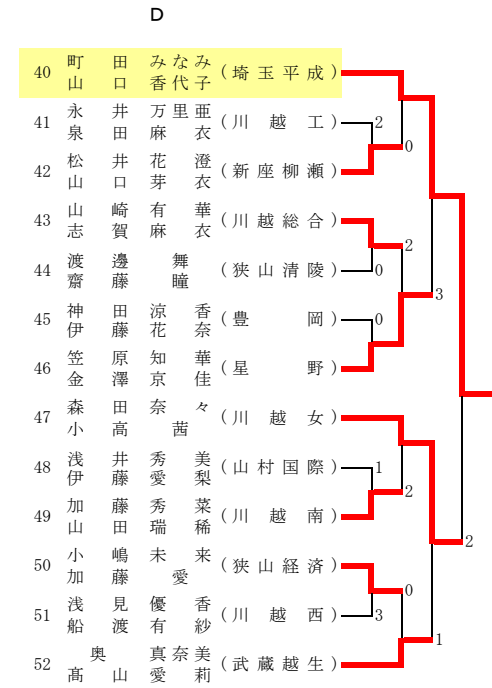 D
40 町田みなみ (埼玉平成)
山口香代子
41 永井万里亜 (川越工) 2
泉田麻衣
0
42 松井花澄 (新座柳瀬)
山口芽衣
43 山崎有華 (川越総合)
志賀麻衣
2
44 渡邊舞 (狭山清陵) 0
齋藤瞳
3
45 神田涼香 (豊岡) 0
伊藤花奈
46 笠原知華 (星野)
金澤京佳
47 森田奈々 (川越女)
小高茜
48 浅井秀美 (山村国際) 1
伊藤愛梨
2
49 加藤秀菜 (川越南)
山田瑞稀
2
50 小嶋未来 (狭山経済)
加藤愛
0
51 浅見優香 (川越西) 3
船渡有紗
1
52 奥真奈美 (武蔵越生)
髙山愛莉